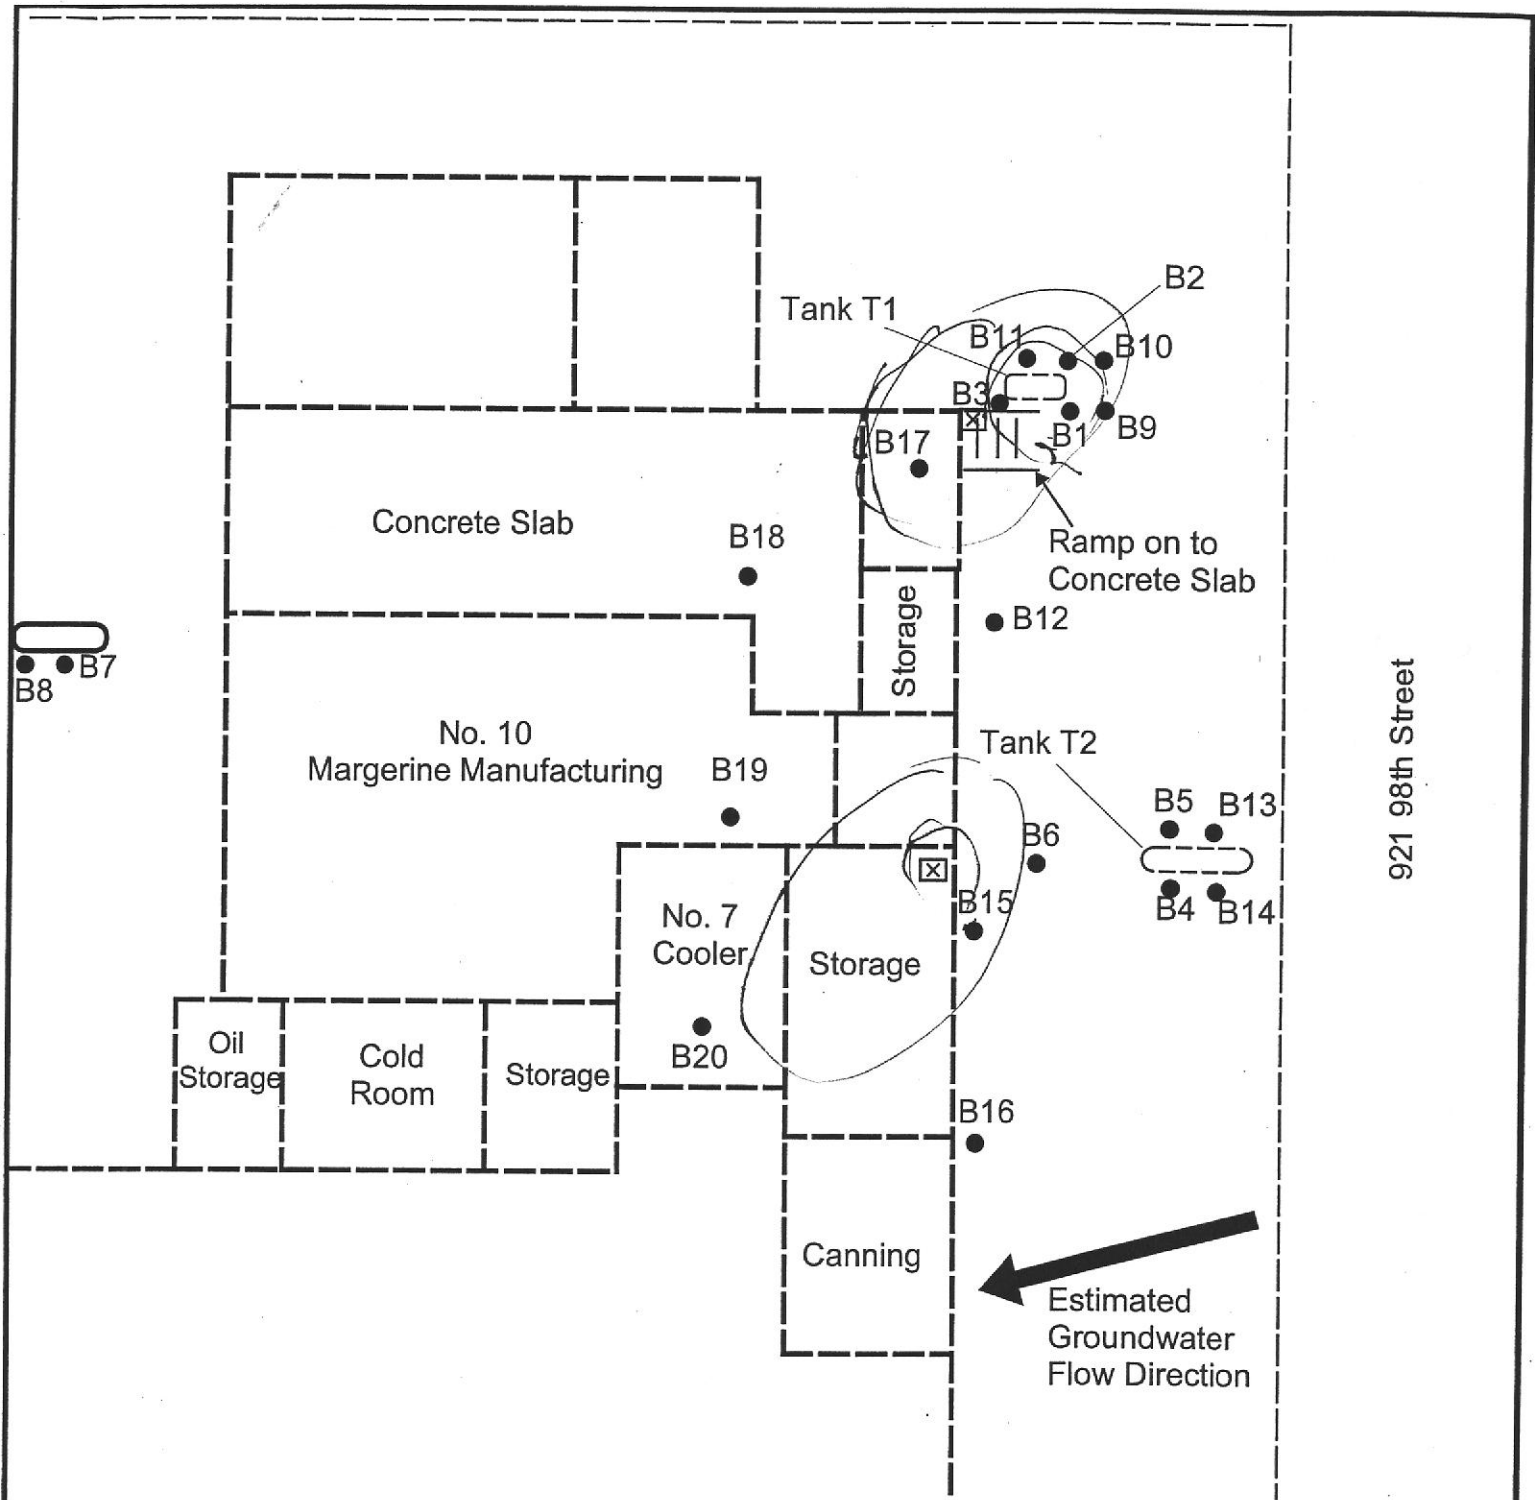 B2
Tank T1
B11
B10
B3
B1
B9
B17
Concrete Slab
B18
Ramp on to
Concrete Slab
Storage
B12
B7
B8
No. 10
Margerine Manufacturing
B19
Tank T2
B5
B13
B6
921 98th Street
B4
B14
No. 7
Cooler
B15
Storage
B20
Oil
Storage
Cold
Room
Storage
B16
Canning
Estimated
Groundwater
Flow Direction